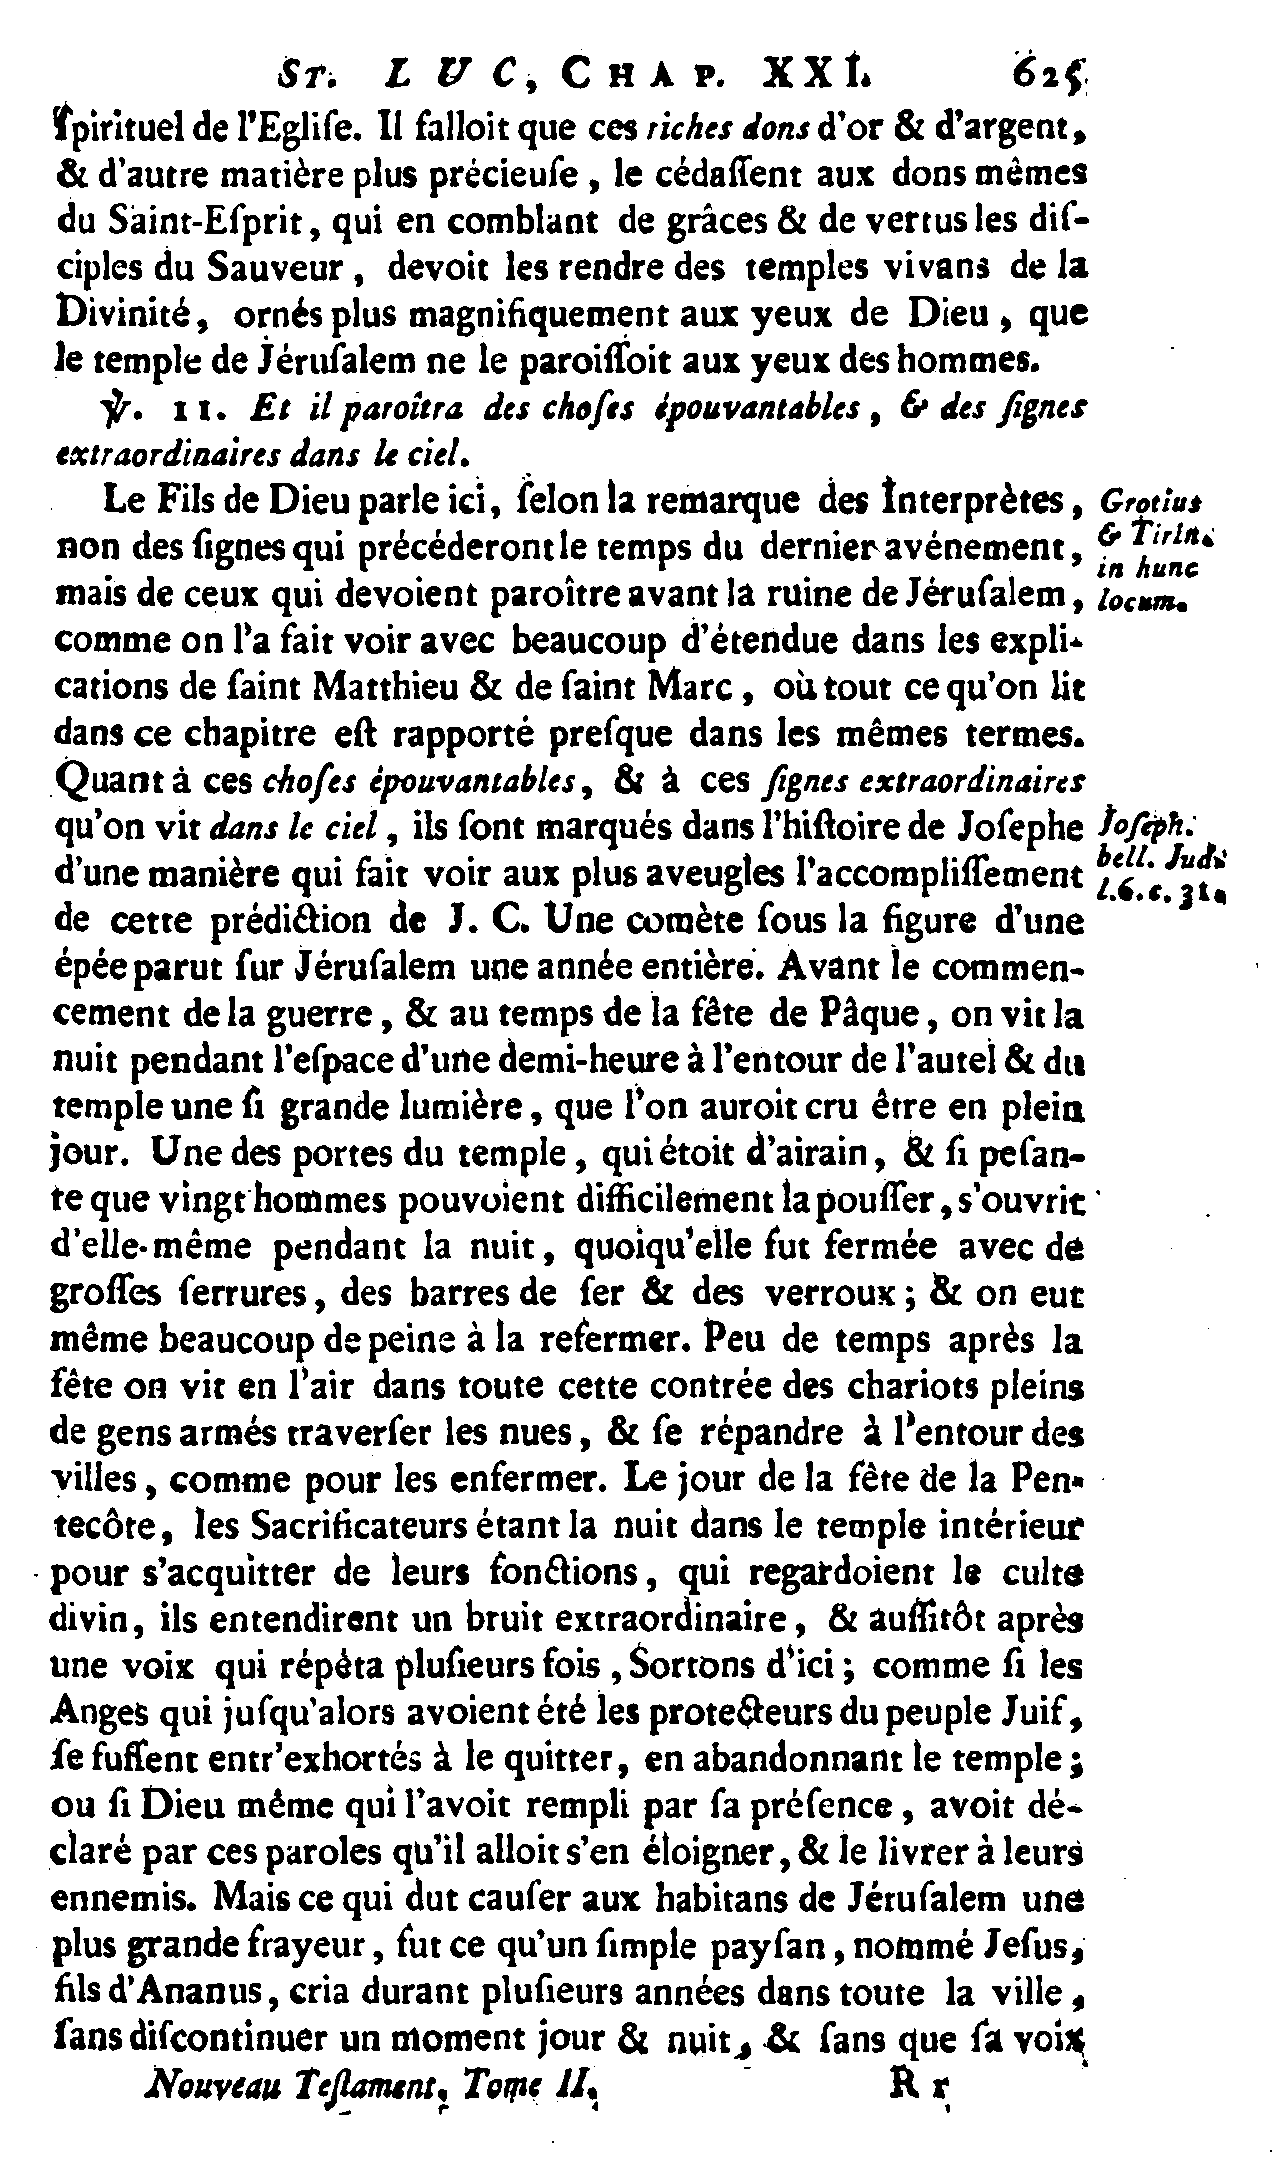 ST. LUC, CHAP. XXI. 625
ſpirituel de l'Egliſe. Il falloit que ces riches dons d'or & d'argent,
& d'autre matière plus précieuſe, le cédaſſent aux dons mêmes
du Saint-Eſprit, qui en comblant de grâces & de vertus les diſ-
ciples du Sauveur, devoit les rendre des temples vivans de la
Divinité, ornés plus magnifiquement aux yeux de Dieu, que
le temple de Jéruſalem ne le paroiſſoit aux yeux des hommes.
℣. 11. Et il paroîtra des choſes épouvantables, & des ſignes
extraordinaires dans le ciel.
Le Fils de Dieu parle ici, ſelon la remarque des Interprètes,
non des ſignes qui précéderont le temps du dernier avénement,
mais de ceux qui devoient paroître avant la ruine de Jéruſalem,
comme on l'a fait voir avec beaucoup d'étendue dans les expli-
cations de ſaint Matthieu & de ſaint Marc, où tout ce qu'on lit
dans ce chapitre eſt rapporté preſque dans les mêmes termes.
Quant à ces choſes épouvantables, & à ces ſignes extraordinaires
qu'on vit dans le ciel, ils ſont marqués dans l'hiſtoire de Joſephe
d'une manière qui fait voir aux plus aveugles l'accompliſſement
de cette prédiction de J. C. Une comète ſous la figure d'une
épée parut ſur Jéruſalem une année entière. Avant le commen-
cement de la guerre, & au temps de la fête de Pâque, on vit la
nuit pendant l'eſpace d'une demi-heure à l'entour de l'autel & du
temple une ſi grande lumière, que l'on auroit cru être en plein
jour. Une des portes du temple, qui étoit d'airain, & ſi peſan-
te que vingt hommes pouvoient difficilement la pouſſer, s'ouvrit
d'elle-même pendant la nuit, quoiqu'elle fut fermée avec de
groſſes ſerrures, des barres de fer & des verroux; & on eut
même beaucoup de peine à la refermer. Peu de temps après la
fête on vit en l'air dans toute cette contrée des chariots pleins
de gens armés traverſer les nues, & ſe répandre à l'entour des
villes, comme pour les enfermer. Le jour de la fête de la Pen-
tecôte, les Sacrificateurs étant la nuit dans le temple intérieur
pour s'acquitter de leurs fonctions, qui regardoient le culte
divin, ils entendirent un bruit extraordinaire, & auſſitôt après
une voix qui répéta pluſieurs fois, Sortons d'ici; comme ſi les
Anges qui juſqu'alors avoient été les protecteurs du peuple Juif,
ſe fuſſent entr'exhortés à le quitter, en abandonnant le temple;
ou ſi Dieu même qui l'avoit rempli par ſa préſence, avoit dé-
claré par ces paroles qu'il alloit s'en éloigner, & le livrer à leurs
ennemis. Mais ce qui dut cauſer aux habitans de Jéruſalem une
plus grande frayeur, fut ce qu'un ſimple payſan, nommé Jeſus,
fils d'Ananus, cria durant pluſieurs années dans toute la ville,
ſans diſcontinuer un moment jour & nuit, & ſans que ſa voix
Nouveau Teſtament. Tome II. R r
Grotius
& Tirin.
in hunc
locum.
Joſeph.
bell. Jud.
l. 6. c. 31.